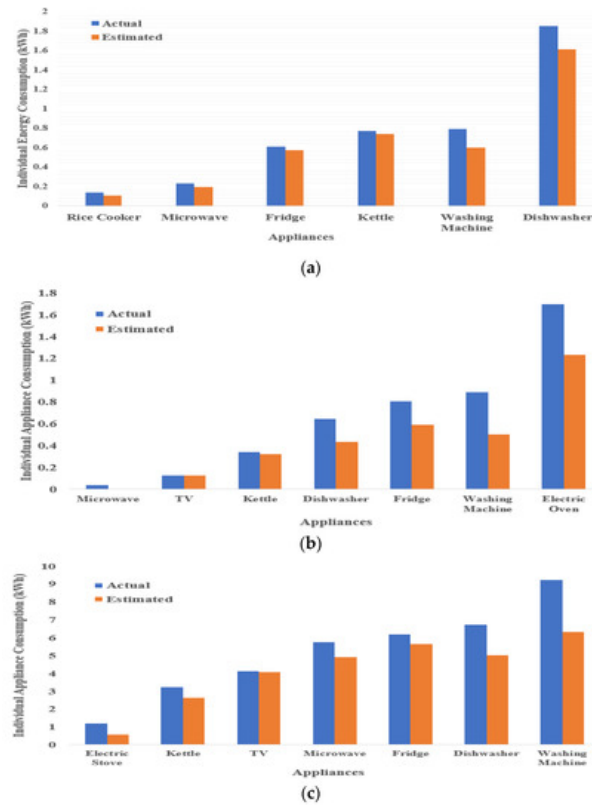 Individual Energy Consumption (kWh)
2
1.8
1.6
1.4
1.2
1
0.8
0.6
0.4
0.2
0
Actual
Estimated
Rice Cooker Microwave Fridge Kettle Washing Machine Dishwasher
Appliances
(a)
Individual Appliance Consumption (kWh)
1.8
1.6
1.4
1.2
1
0.8
0.6
0.4
0.2
0
Actual
Estimated
Microwave TV Kettle Dishwasher Fridge Washing Machine Electric Oven
Appliances
(b)
Individual Appliance Consumption (kWh)
10
9
8
7
6
5
4
3
2
1
0
Actual
Estimated
Electric Stove Kettle TV Microwave Fridge Dishwasher Washing Machine
Appliances
(c)